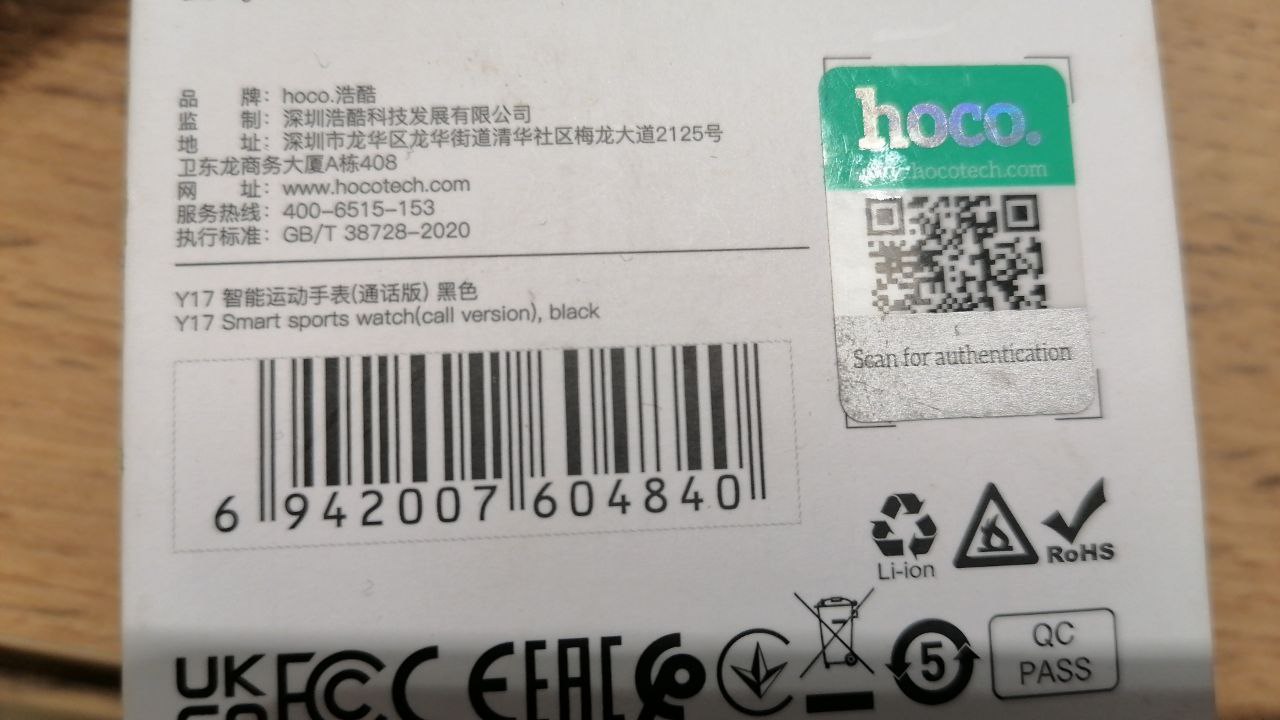 品 牌：hoco.浩酷
监 制：深圳浩酷科技发展有限公司
地 址：深圳市龙华区龙华街道清华社区梅龙大道2125号
卫东龙商务大厦A栋408
网 址：www.hocotech.com
服务热线：400-6515-153
执行标准：GB/T 38728-2020
Y17 智能运动手表(通话版) 黑色
Y17 Smart sports watch(call version), black
6 942007 604840
hoco.
www.hocotech.com
Scan for authentication
Li-ion
RoHS
UK
CA
FCC
CE
EAC
5
QC
PASS